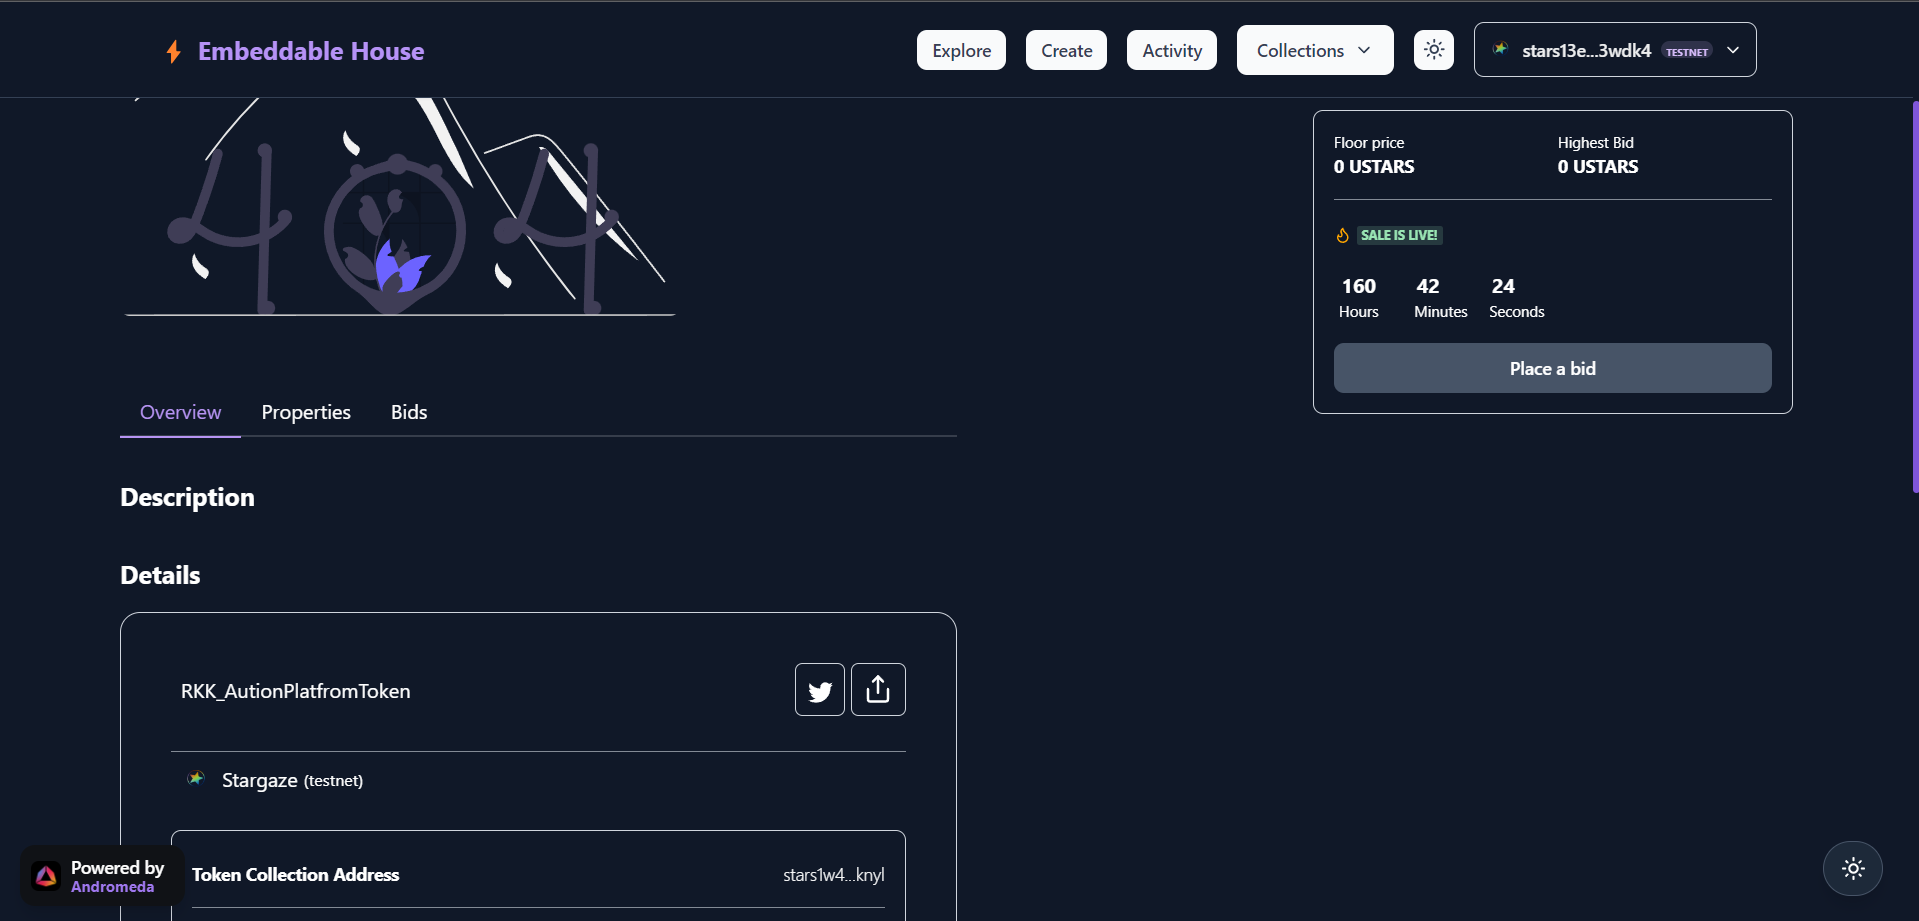 Embeddable House
Explore
Create
Activity
Collections
stars13e...3wdk4 TESTNET
404
Floor price
0 USTARS
Highest Bid
0 USTARS
SALE IS LIVE!
160 42 24
Hours Minutes Seconds
Place a bid
Overview
Properties
Bids
Description
Details
RKK_AutionPlatfromToken
Stargaze (testnet)
Token Collection Address
stars1w4...knyl
Powered by
Andromeda